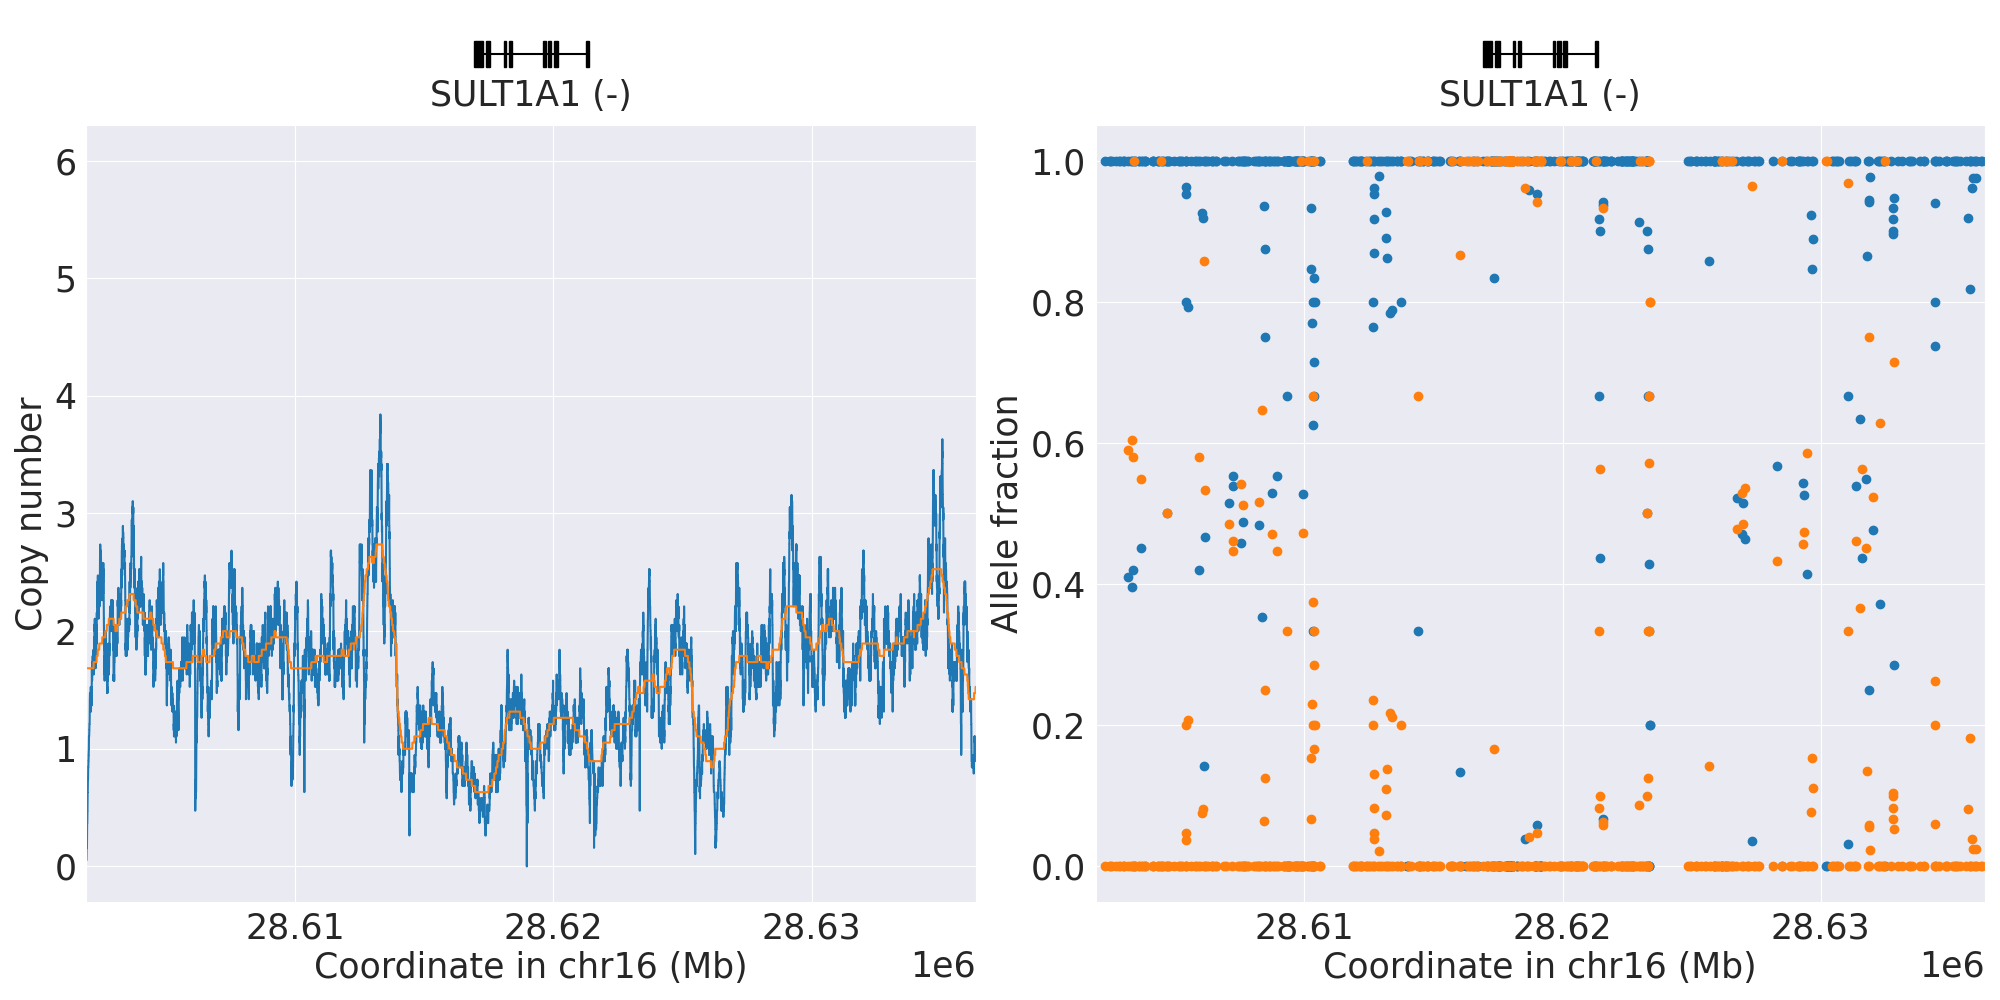 SULT1A1 (-)
6
5
4
3
2
1
0
Copy number
28.61
28.62
28.63
Coordinate in chr16 (Mb)
1e6
SULT1A1 (-)
1.0
0.8
0.6
0.4
0.2
0.0
Allele fraction
28.61
28.62
28.63
Coordinate in chr16 (Mb)
1e6